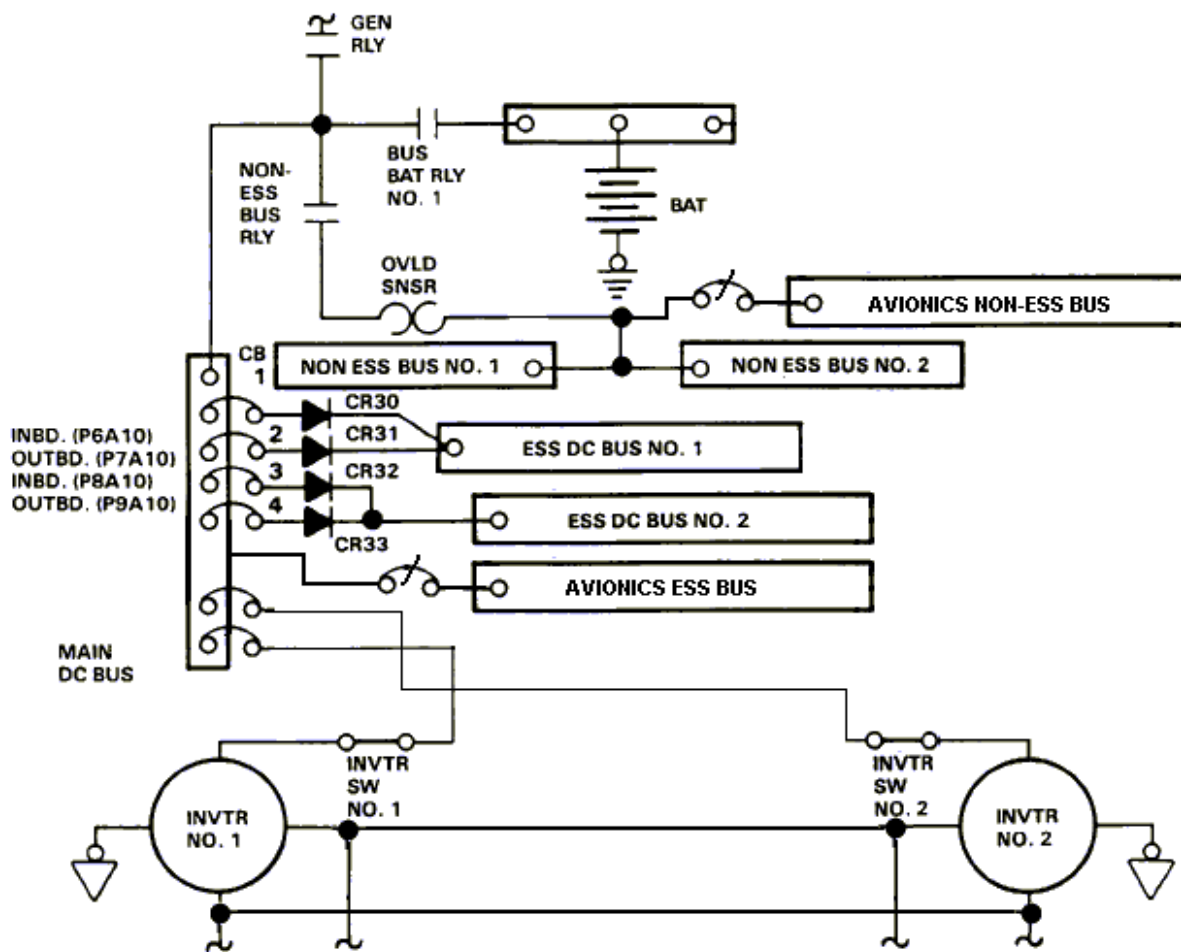 GEN
RLY
BUS
BAT RLY
NO. 1
NON-
ESS
BUS
RLY
BAT
OVLD
SNSR
AVIONICS NON-ESS BUS
CB
1
NON ESS BUS NO. 1
NON ESS BUS NO. 2
CR30
INBD. (P6A10)
2
CR31
OUTBD. (P7A10)
ESS DC BUS NO. 1
INBD. (P8A10)
3
CR32
OUTBD. (P9A10)
4
ESS DC BUS NO. 2
CR33
AVIONICS ESS BUS
MAIN
DC BUS
INVTR
SW
NO. 1
INVTR
SW
NO. 2
INVTR
NO. 1
INVTR
NO. 2